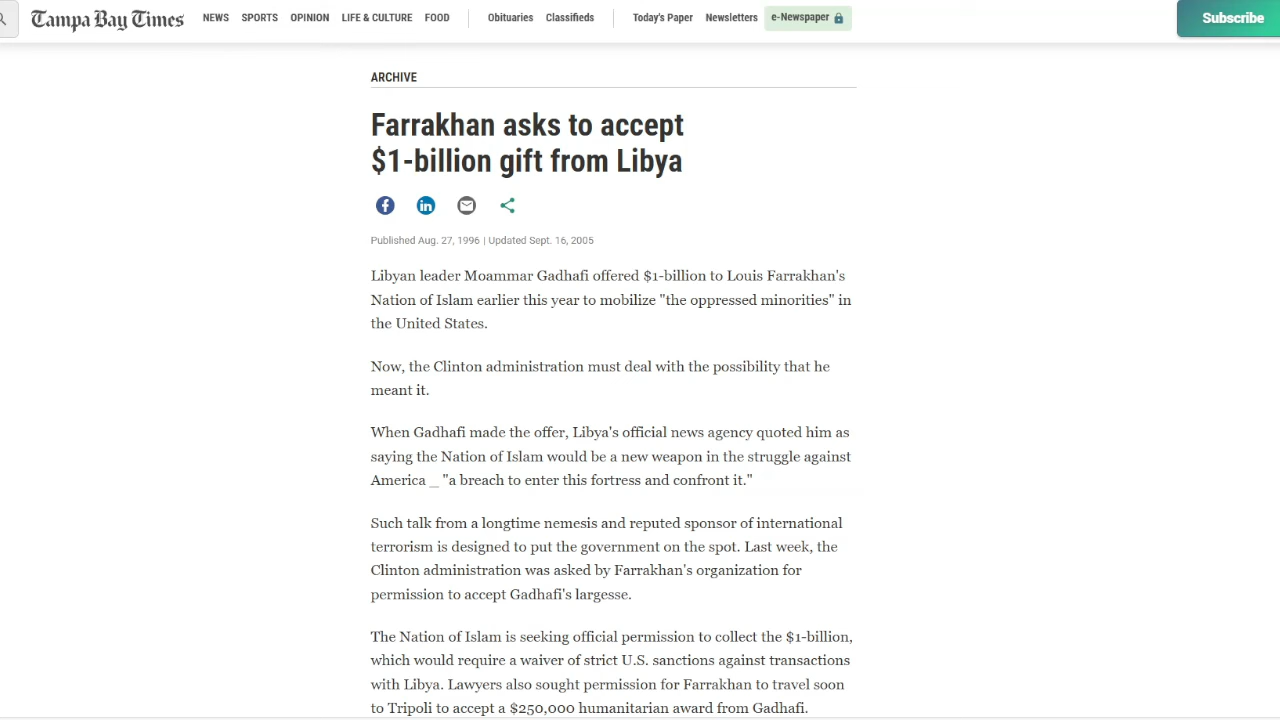 Tampa Bay Times NEWS SPORTS OPINION LIFE & CULTURE FOOD Obituaries Classifieds Today's Paper Newsletters e-Newspaper Subscribe
ARCHIVE
Farrakhan asks to accept
$1-billion gift from Libya
Published Aug. 27, 1996 | Updated Sept. 16, 2005
Libyan leader Moammar Gadhafi offered $1-billion to Louis Farrakhan's
Nation of Islam earlier this year to mobilize "the oppressed minorities" in
the United States.
Now, the Clinton administration must deal with the possibility that he
meant it.
When Gadhafi made the offer, Libya's official news agency quoted him as
saying the Nation of Islam would be a new weapon in the struggle against
America _ "a breach to enter this fortress and confront it."
Such talk from a longtime nemesis and reputed sponsor of international
terrorism is designed to put the government on the spot. Last week, the
Clinton administration was asked by Farrakhan's organization for
permission to accept Gadhafi's largesse.
The Nation of Islam is seeking official permission to collect the $1-billion,
which would require a waiver of strict U.S. sanctions against transactions
with Libya. Lawyers also sought permission for Farrakhan to travel soon
to Tripoli to accept a $250,000 humanitarian award from Gadhafi.